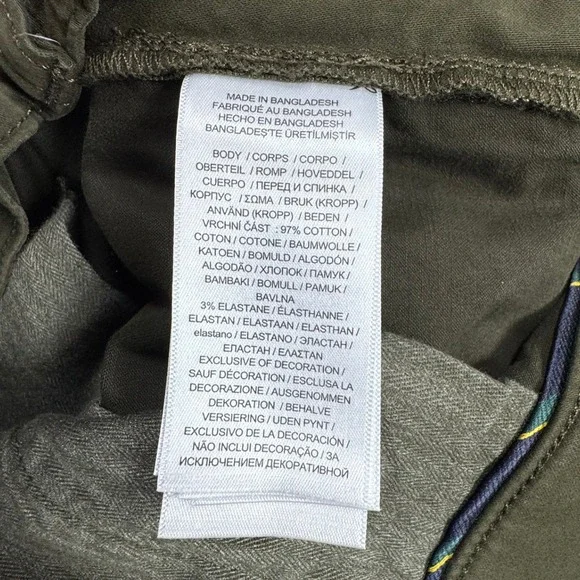 MADE IN BANGLADESH
FABRIQUÉ AU BANGLADESH
HECHO EN BANGLADESH
BANGLADEŞ'TE ÜRETİLMİŞTİR
BODY / CORPS / CORPO /
OBERTEIL / ROMP / HOVEDDEL /
CUERPO / ПЕРЕД И СПИНКА /
КОРПУС / ΣΩΜΑ / BRUK (KROPP) /
ANVÄND (KROPP) / BEDEN /
VRCHNÍ ČÁST : 97% COTTON /
COTON / COTONE / BAUMWOLLE /
KATOEN / BOMULD / ALGODÓN /
ALGODÃO / ХЛОПОК / ПАМУК /
BAMBAKI / BOMULL / PAMUK /
BAVLNA
3% ELASTANE / ÉLASTHANNE /
ELASTAN / ELASTAAN / ELASTHAN /
elastano / ELASTANO / ЭЛАСТАН /
ЕЛАСТАН / ΕΛΑΣΤΑΝ
EXCLUSIVE OF DECORATION /
SAUF DÉCORATION / ESCLUSA LA
DECORAZIONE / AUSGENOMMEN
DEKORATION / BEHALVE
VERSIERING / UDEN PYNT /
EXCLUSIVO DE LA DECORACIÓN /
NÃO INCLUI DECORAÇÃO / ЗА
ИСКЛЮЧЕНИЕМ ДЕКОРАТИВНОЙ